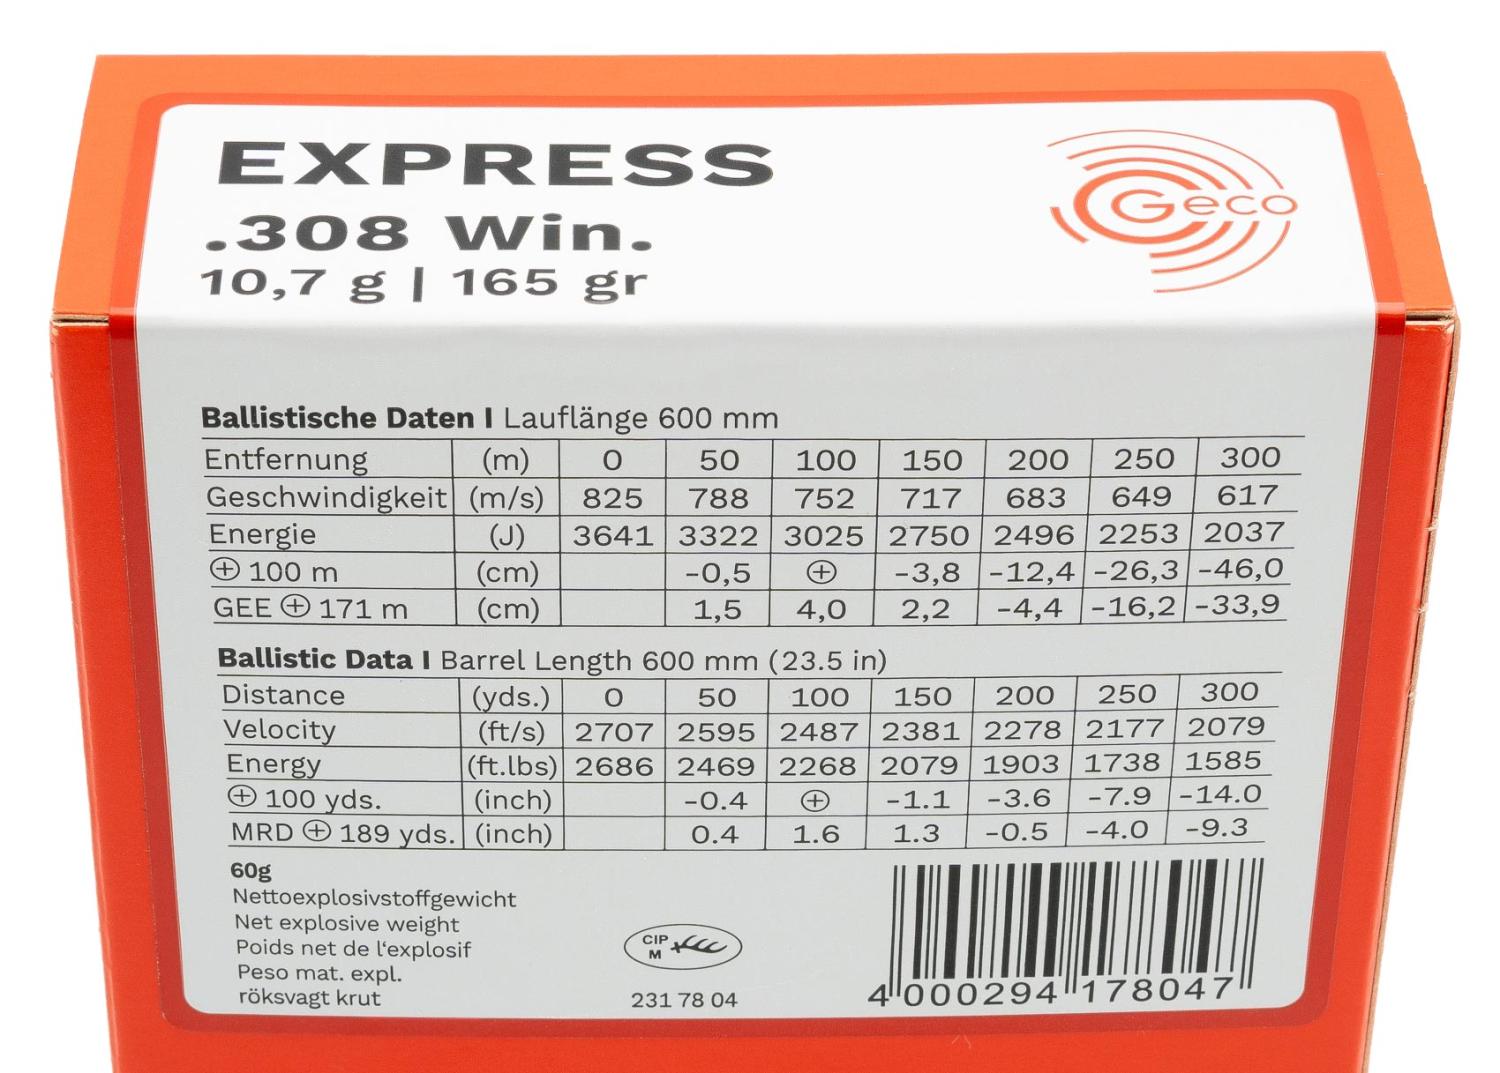 EXPRESS
Geco
.308 Win.
10,7 g | 165 gr
Ballistische Daten I Lauflänge 600 mm
Entfernung (m) 0 50 100 150 200 250 300
Geschwindigkeit (m/s) 825 788 752 717 683 649 617
Energie (J) 3641 3322 3025 2750 2496 2253 2037
⊕ 100 m (cm) -0,5 ⊕ -3,8 -12,4 -26,3 -46,0
GEE ⊕ 171 m (cm) 1,5 4,0 2,2 -4,4 -16,2 -33,9
Ballistic Data I Barrel Length 600 mm (23.5 in)
Distance (yds.) 0 50 100 150 200 250 300
Velocity (ft/s) 2707 2595 2487 2381 2278 2177 2079
Energy (ft.lbs) 2686 2469 2268 2079 1903 1738 1585
⊕ 100 yds. (inch) -0.4 ⊕ -1.1 -3.6 -7.9 -14.0
MRD ⊕ 189 yds. (inch) 0.4 1.6 1.3 -0.5 -4.0 -9.3
60g
Nettoexplosivstoffgewicht
Net explosive weight
Poids net de l‘explosif
Peso mat. expl.
röksvagt krut
CIP
M
231 78 04
4 000294 178047